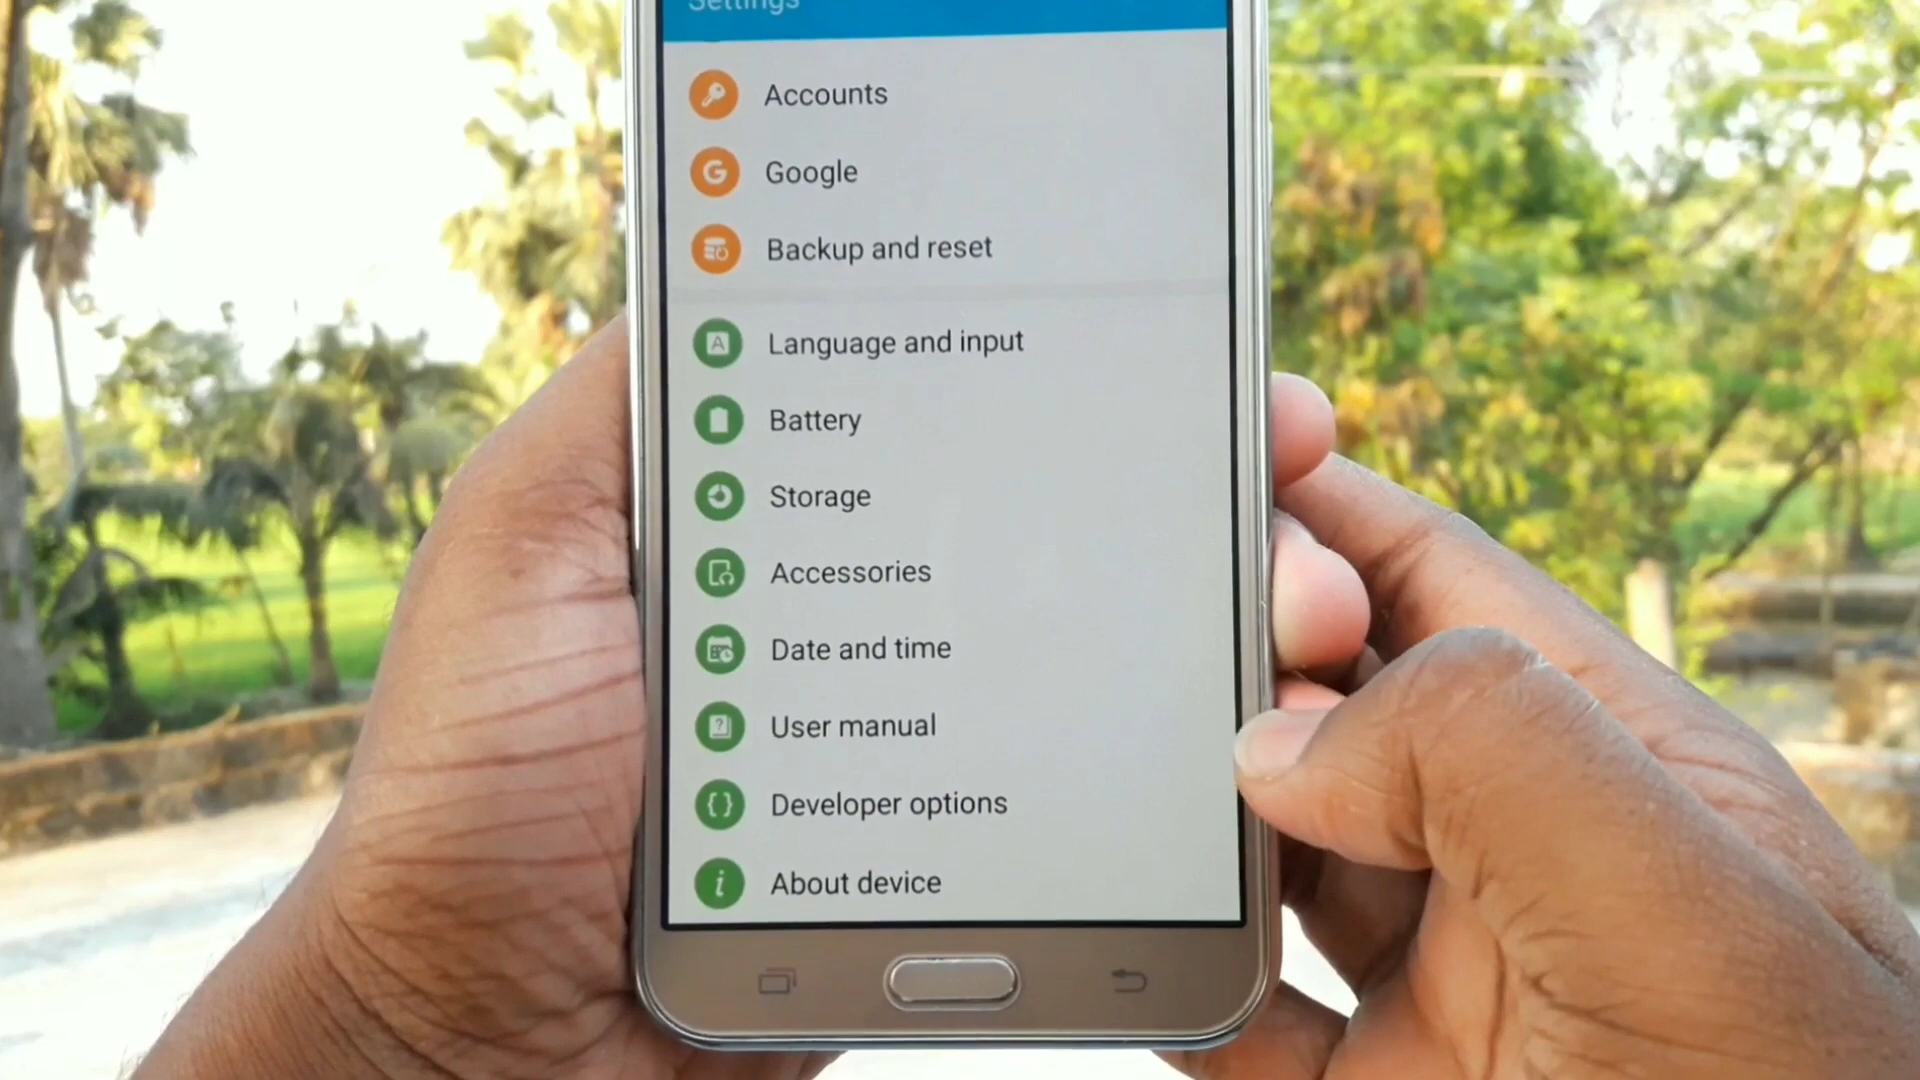 Settings
Accounts
Google
Backup and reset
Language and input
Battery
Storage
Accessories
Date and time
User manual
Developer options
About device